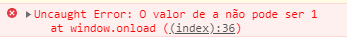 Uncaught Error: O valor de a não pode ser 1
at window.onload ((index):36)